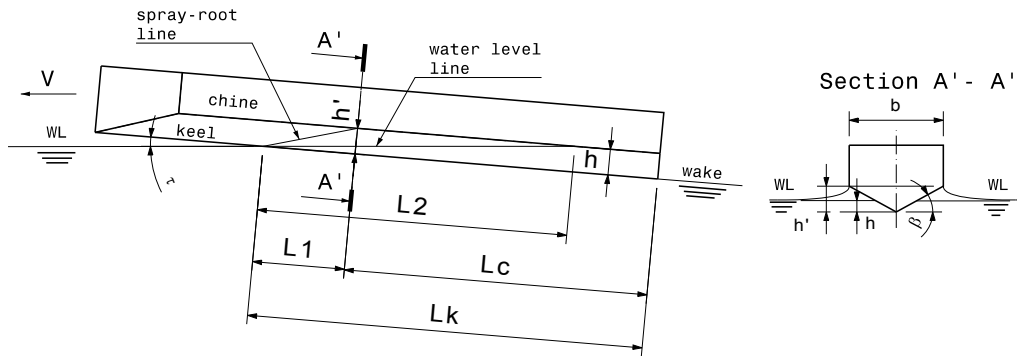 spray-root
line
A'
water level
line
V
chine
h'
Section A'- A'
b
WL
keel
h
wake
τ
A'
L2
L1
Lc
Lk
WL
WL
h'
h
β